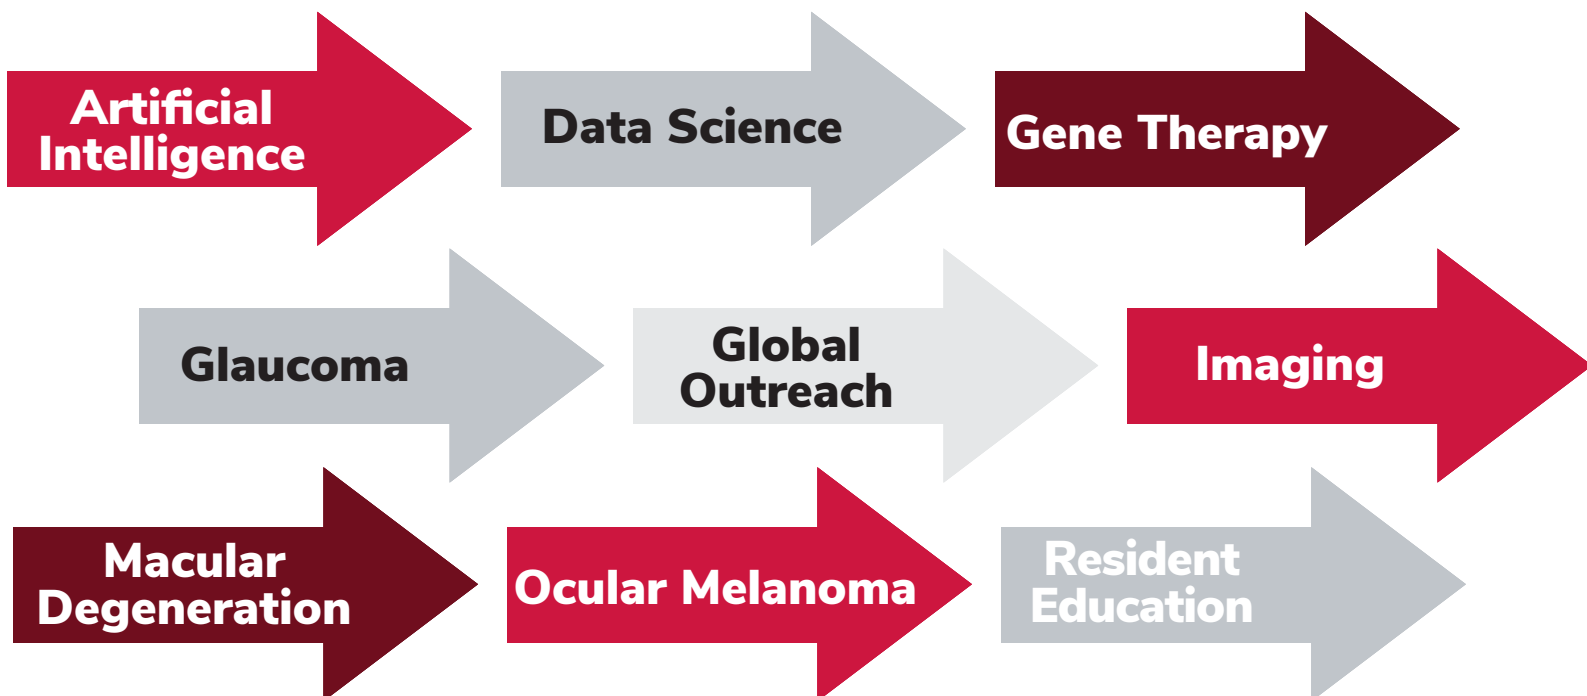 Artificial
Intelligence
Data Science
Gene Therapy
Glaucoma
Global
Outreach
Imaging
Macular
Degeneration
Ocular Melanoma
Resident
Education